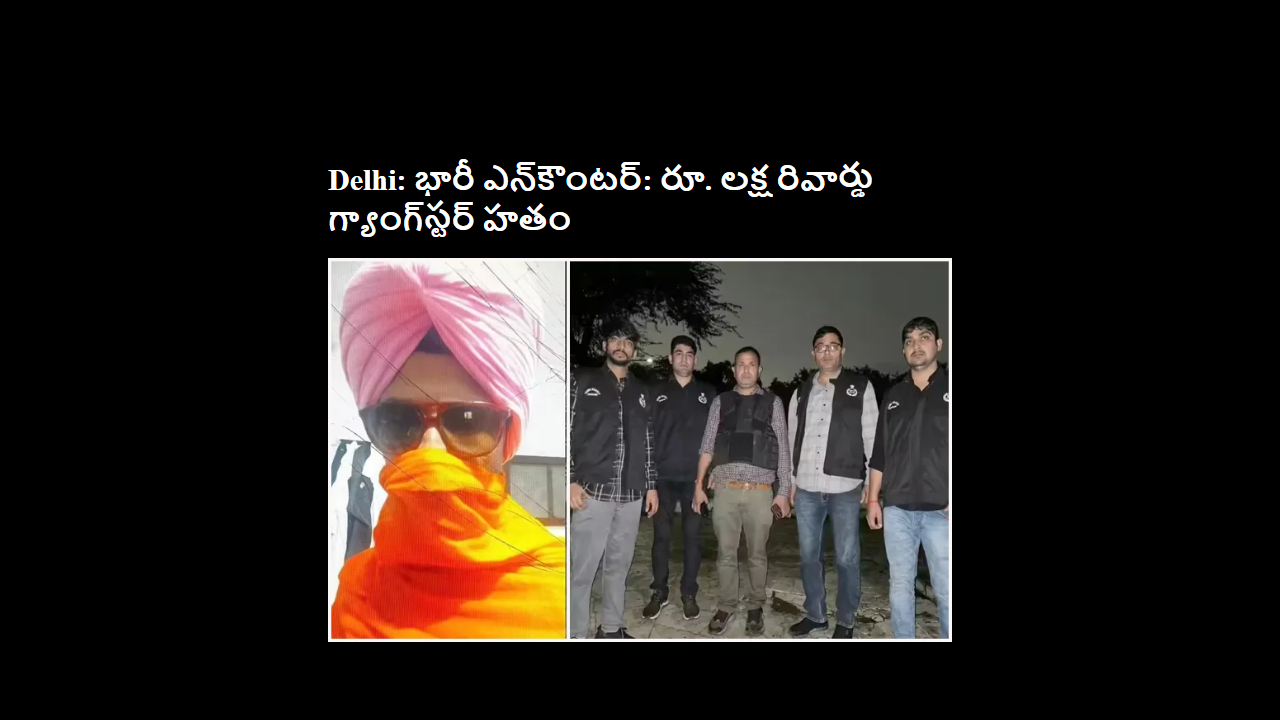 Delhi: భారీ ఎన్‌కౌంటర్: రూ. లక్ష రివార్డు
గ్యాంగ్‌స్టర్ హతం